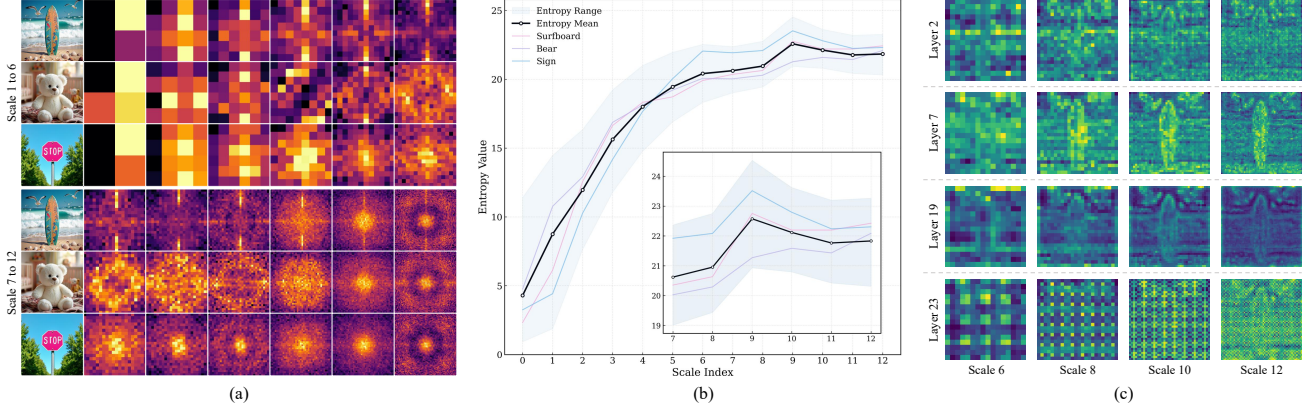 Scale 1 to 6
STOP
Scale 7 to 12
STOP
(a)
Entropy Value
25
20
15
10
5
0
Entropy Range
Entropy Mean
Surfboard
Bear
Sign
24
23
22
21
20
19
7 8 9 10 11 12
0 1 2 3 4 5 6 7 8 9 10 11 12
Scale Index
(b)
Layer 2
Layer 7
Layer 19
Layer 23
Scale 6 Scale 8 Scale 10 Scale 12
(c)